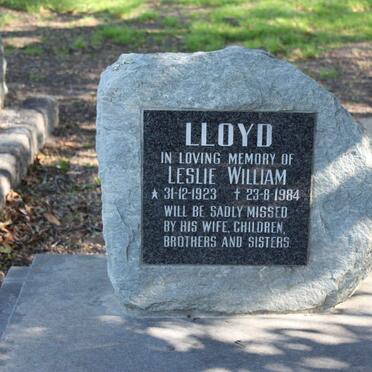 LLOYD
IN LOVING MEMORY OF
LESLIE WILLIAM
★ 31-12-1923 ✝ 23-8-1984
WILL BE SADLY MISSED
BY HIS WIFE, CHILDREN,
BROTHERS AND SISTERS